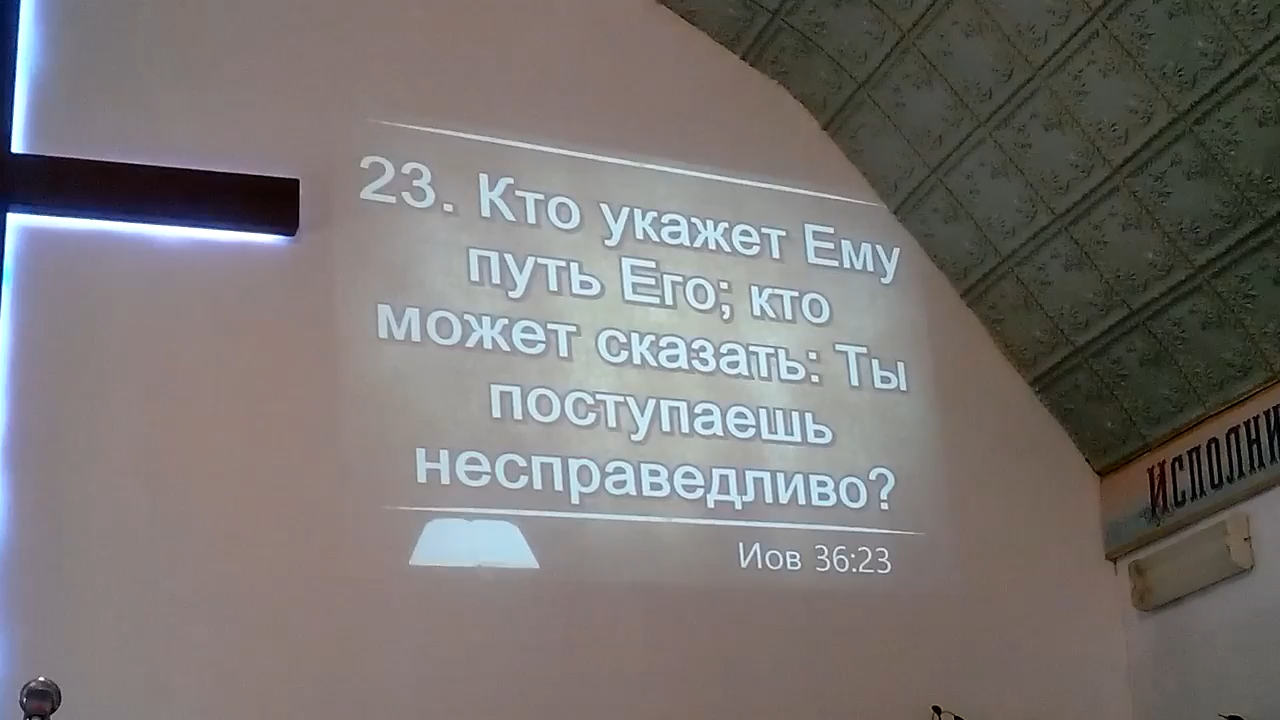 23. Кто укажет Ему
путь Его; кто
может сказать: Ты
поступаешь
несправедливо?
Иов 36:23